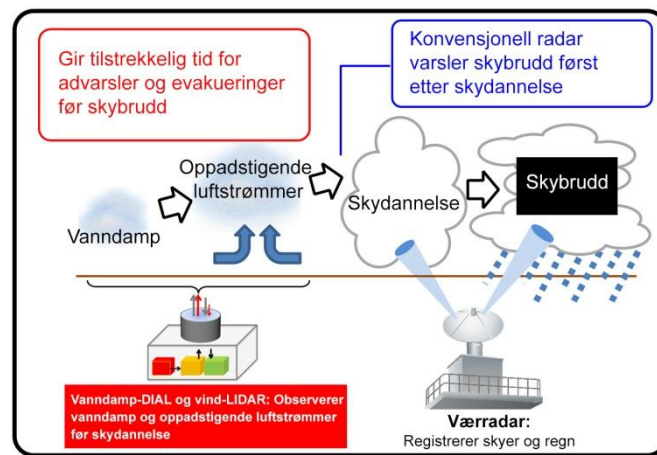 Gir tilstrekkelig tid for
advarsler og evakueringer
før skybrudd
Konvensjonell radar
varsler skybrudd først
etter skydannelse
Vanndamp
Oppadstigende
luftstrømmer
Skydannelse
Skybrudd
Vanndamp-DIAL og vind-LIDAR: Observerer
vanndamp og oppadstigende luftstrømmer
før skydannelse
Værradar:
Registrerer skyer og regn